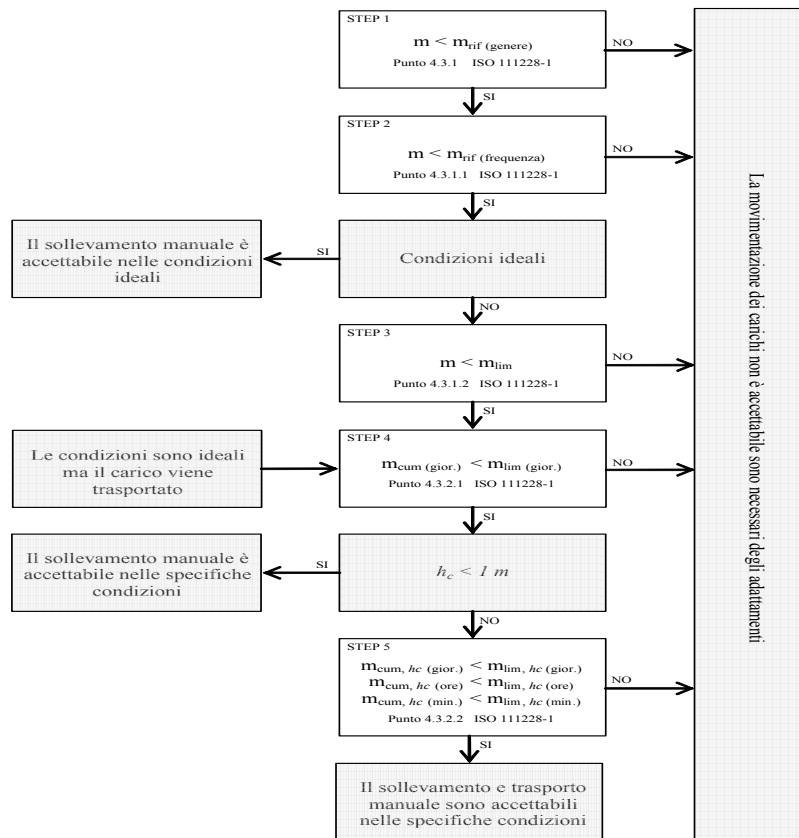 STEP 1
m < mrif (genere)
Punto 4.3.1 ISO 111228-1
NO
SI
STEP 2
m < mrif (frequenza)
Punto 4.3.1.1 ISO 111228-1
NO
SI
Il sollevamento manuale è
accettabile nelle condizioni
ideali
SI
Condizioni ideali
NO
STEP 3
m < mlim
Punto 4.3.1.2 ISO 111228-1
NO
SI
Le condizioni sono ideali
ma il carico viene
trasportato
STEP 4
mcum (gior.) < mlim (gior.)
Punto 4.3.2.1 ISO 111228-1
NO
SI
Il sollevamento manuale è
accettabile nelle specifiche
condizioni
SI
hc < 1 m
NO
STEP 5
mcum, hc (gior.) < mlim, hc (gior.)
mcum, hc (ore) < mlim, hc (ore)
mcum, hc (min.) < mlim, hc (min.)
Punto 4.3.2.2 ISO 111228-1
NO
SI
Il sollevamento e trasporto
manuale sono accettabili
nelle specifiche condizioni
La movimentazione dei carichi non è accettabile sono necessari degli adattamenti